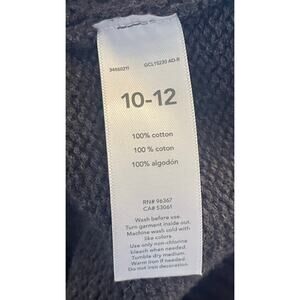 GCL15230 AD-R
10-12
100% cotton
100 % coton
100% algodón
RN# 96367
CA# 53061
Wash before use.
Turn garment inside out.
Machine wash cold with
like colors.
Use only non-chlorine
bleach when needed.
Tumble dry medium.
Warm iron if needed.
Do not iron decoration.